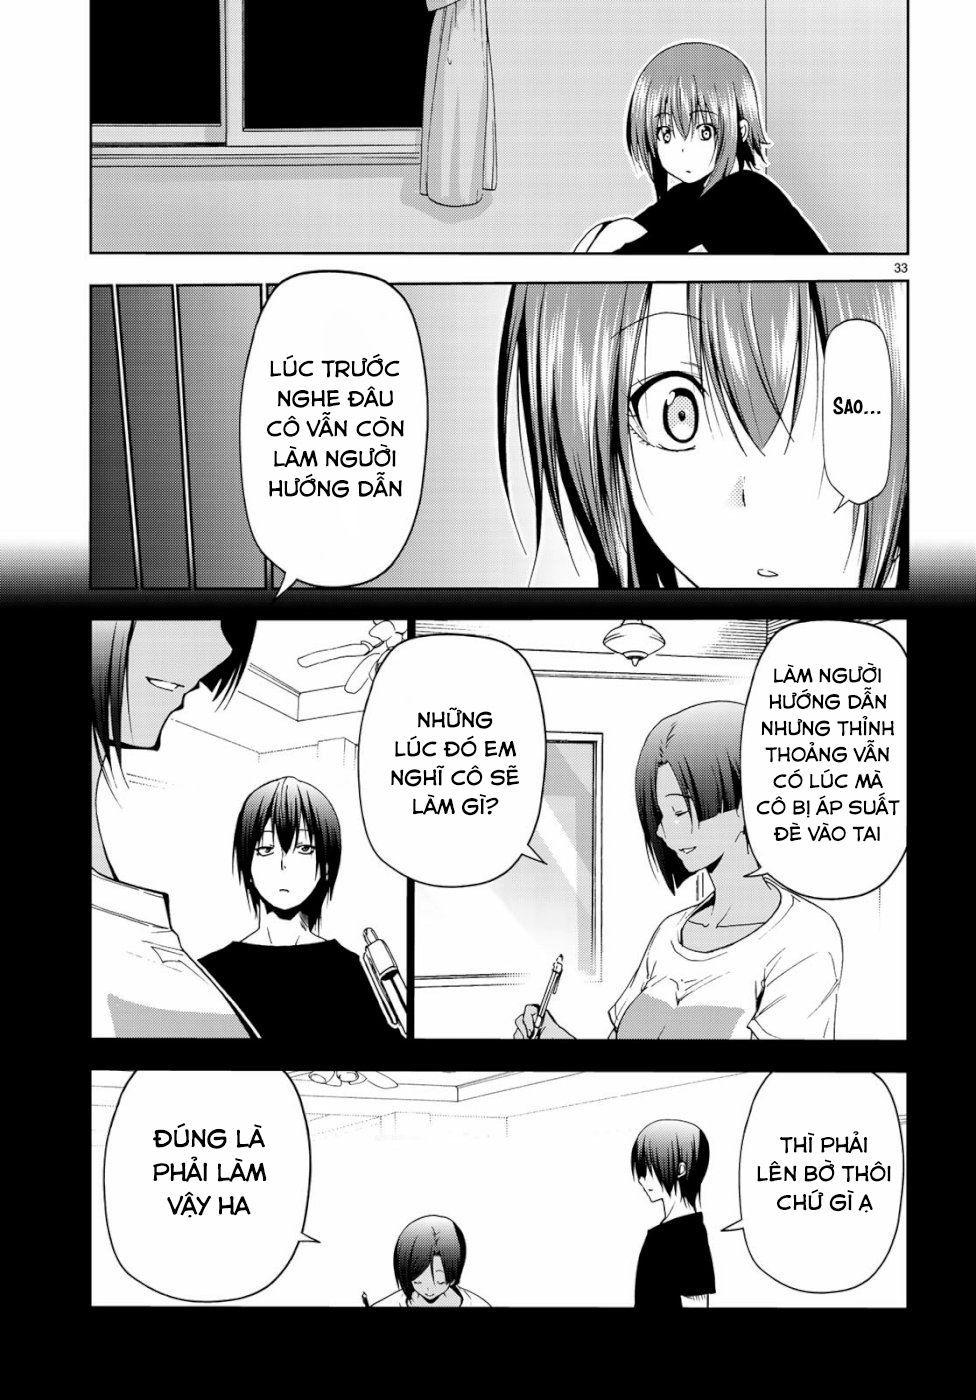 33
SAO...
LÚC TRƯỚC
NGHE ĐÂU
CÔ VẪN CÒN
LÀM NGƯỜI
HƯỚNG DẪN
LÀM NGƯỜI
HƯỚNG DẪN
NHƯNG THỈNH
THOẢNG VẪN
CÓ LÚC MÀ
CÔ BỊ ÁP SUẤT
ĐÈ VÀO TAI
NHỮNG
LÚC ĐÓ EM
NGHĨ CÔ SẼ
LÀM GÌ?
THÌ PHẢI
LÊN BỜ THÔI
CHỨ GÌ Ạ
ĐÚNG LÀ
PHẢI LÀM
VẬY HA